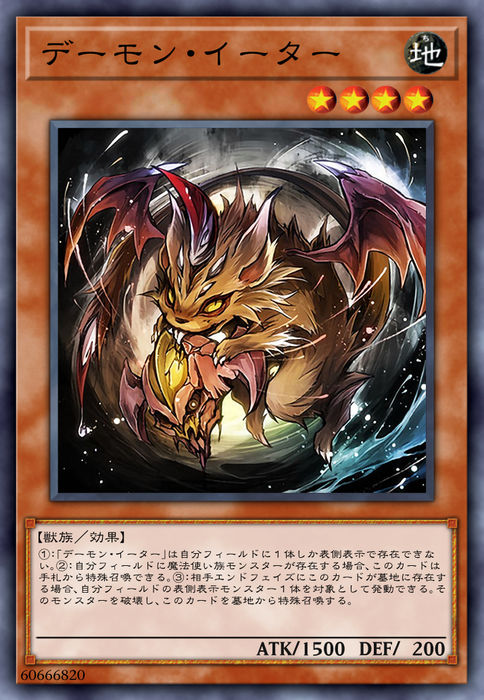 デーモン・イーター
ち
地
【獣族／効果】
①：「デーモン・イーター」は自分フィールドに１体しか表側表示で存在できな
い。②：自分フィールドに魔法使い族モンスターが存在する場合、このカードは
手札から特殊召喚できる。③：相手エンドフェイズにこのカードが墓地に存在す
る場合、自分フィールドの表側表示モンスター１体を対象として発動できる。そ
のモンスターを破壊し、このカードを墓地から特殊召喚する。
ATK/1500 DEF/ 200
60666820